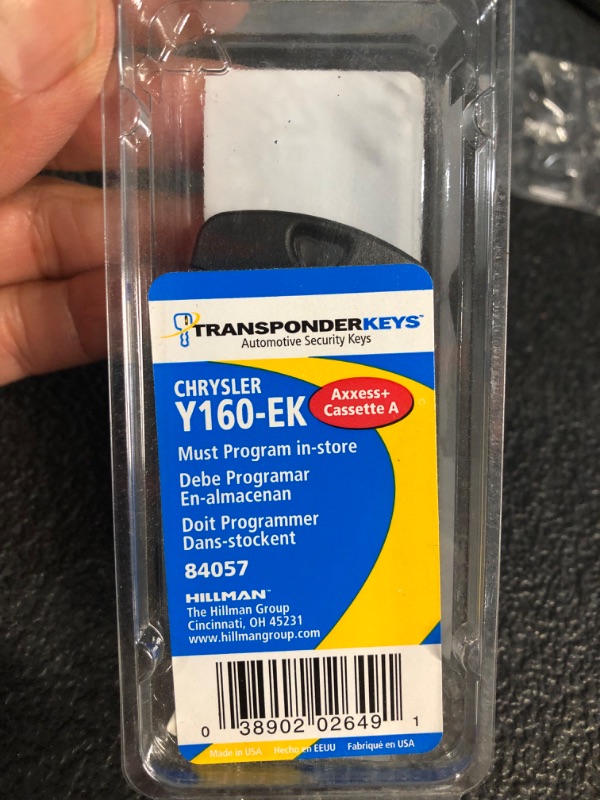 TRANSPONDERKEYS™
Automotive Security Keys
CHRYSLER
Y160-EK
Axxess+
Cassette A
Must Program in-store
Debe Programar
En-almacenan
Doit Programmer
Dans-stockent
84057
HILLMAN™
The Hillman Group
Cincinnati, OH 45231
www.hillmangroup.com
0 38902 02649 1
Made in USA Hecho en EEUU Fabriqué en USA